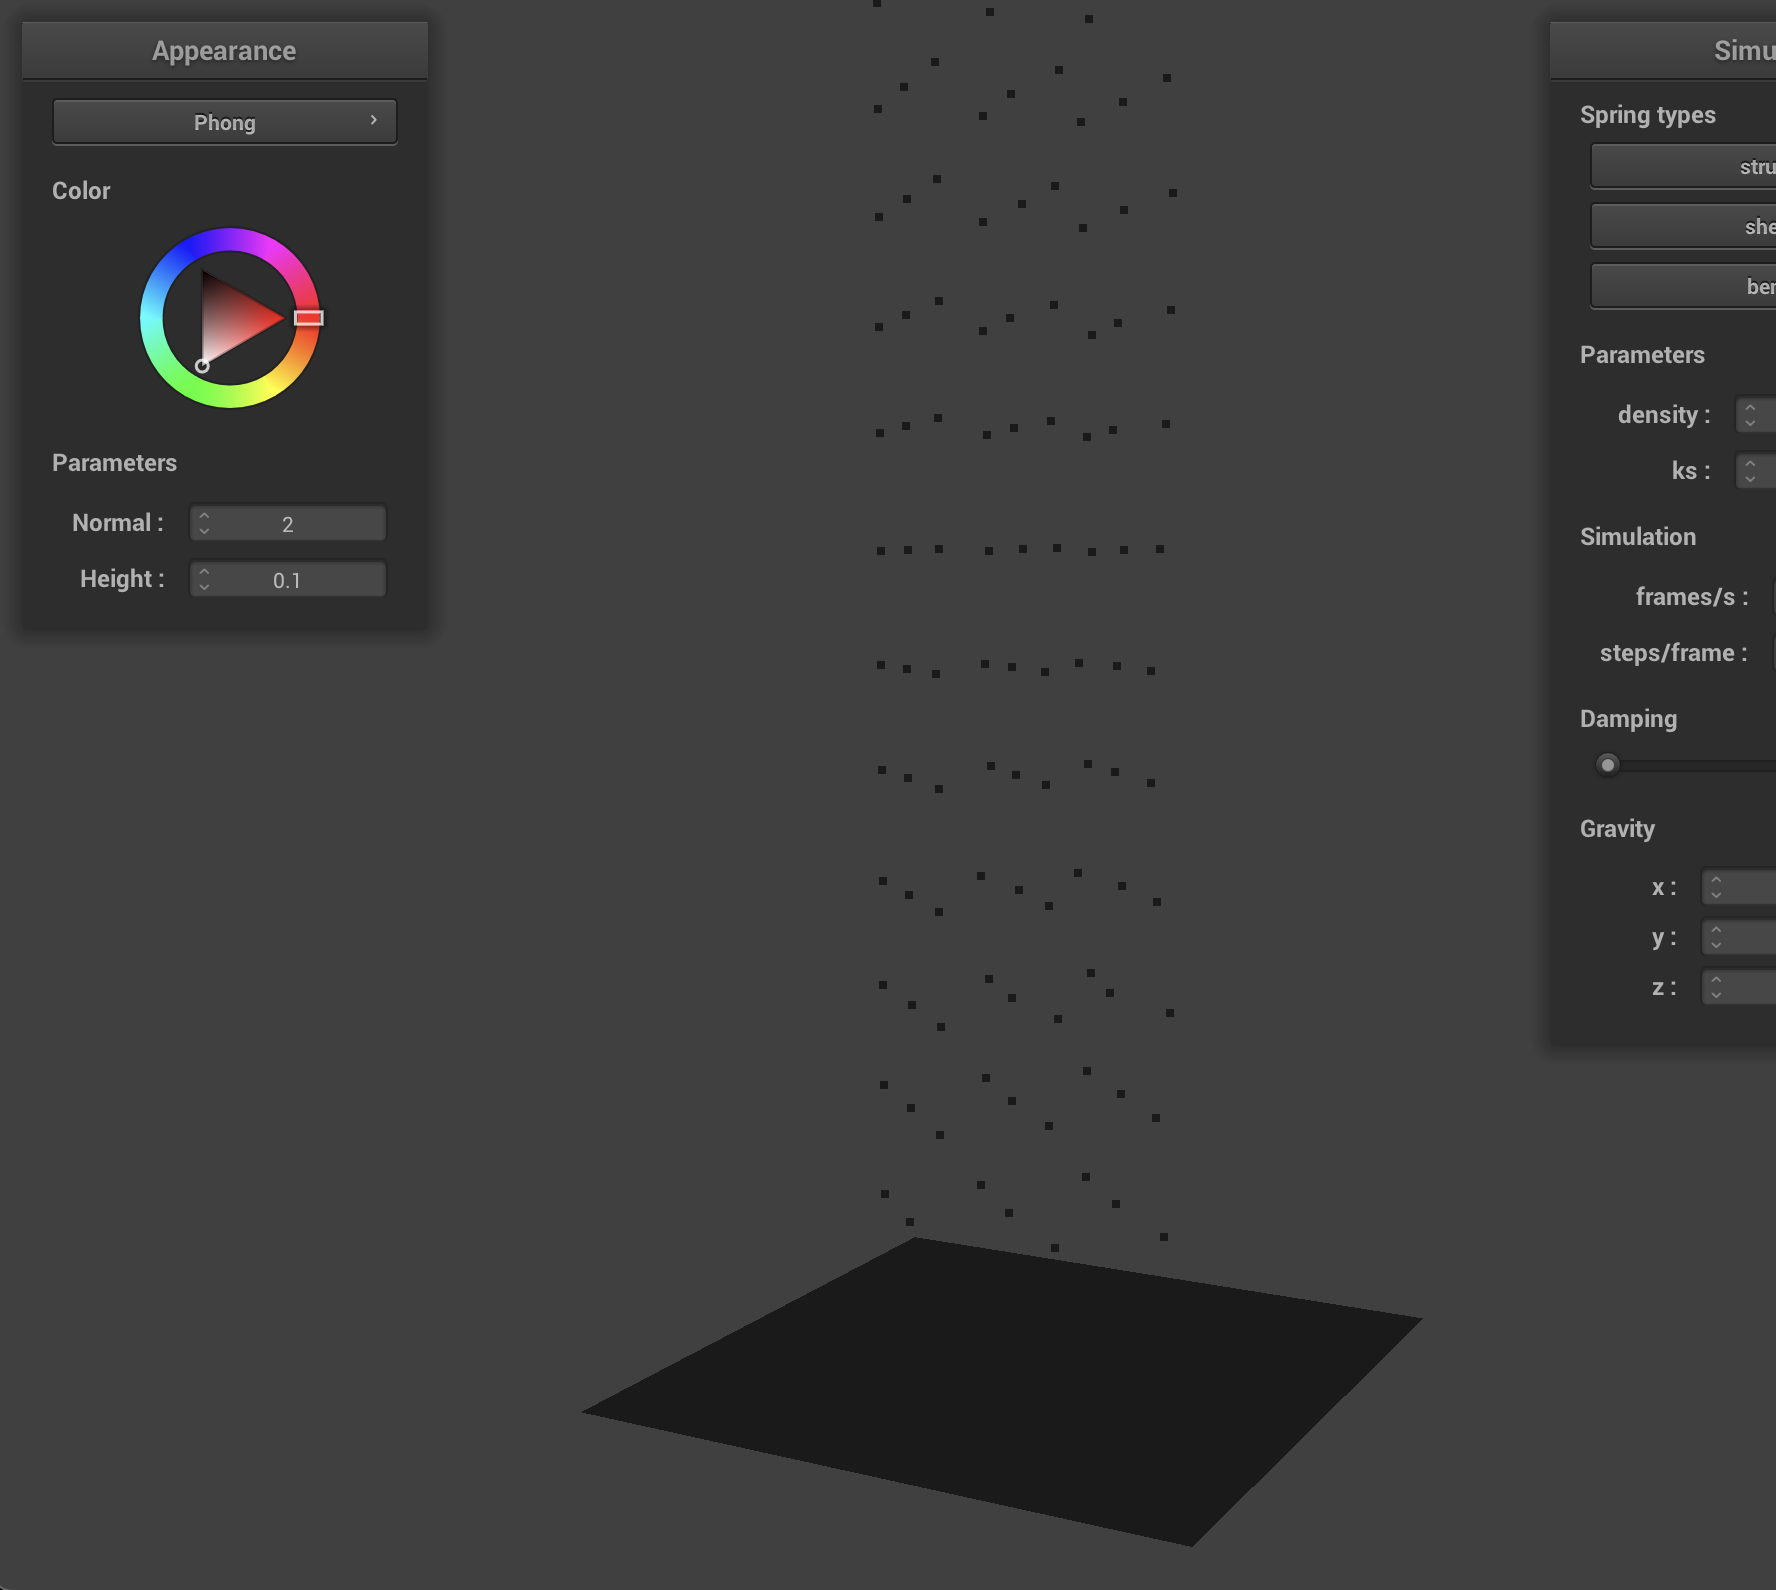 Appearance
Phong
Color
Parameters
Normal :
2
Height :
0.1
Simu
Spring types
stru
she
ber
Parameters
density :
ks :
Simulation
frames/s :
steps/frame :
Damping
Gravity
x :
y :
z :